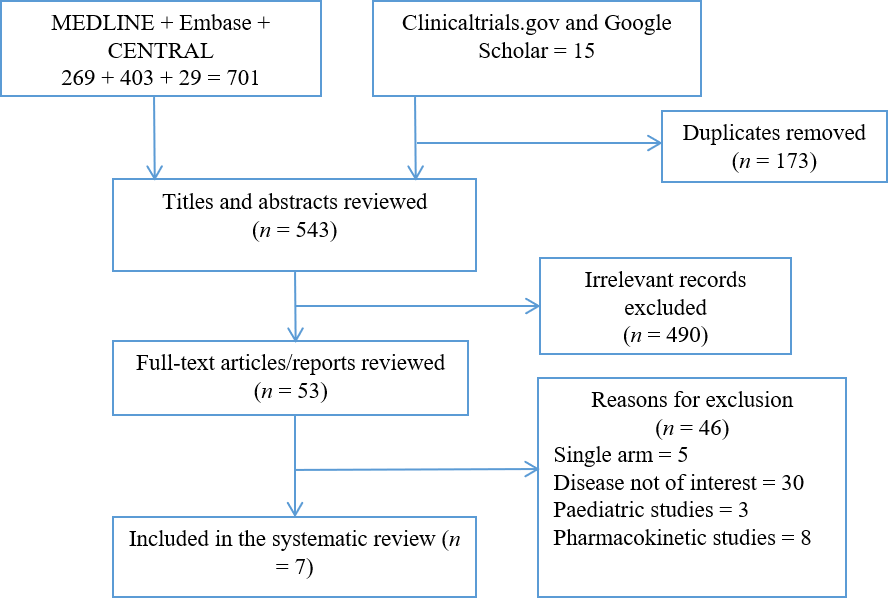 MEDLINE + Embase +
CENTRAL
269 + 403 + 29 = 701
Clinicaltrials.gov and Google
Scholar = 15
Duplicates removed
(n = 173)
Titles and abstracts reviewed
(n = 543)
Irrelevant records
excluded
(n = 490)
Full-text articles/reports reviewed
(n = 53)
Reasons for exclusion
(n = 46)
Single arm = 5
Disease not of interest = 30
Paediatric studies = 3
Pharmacokinetic studies = 8
Included in the systematic review (n
= 7)